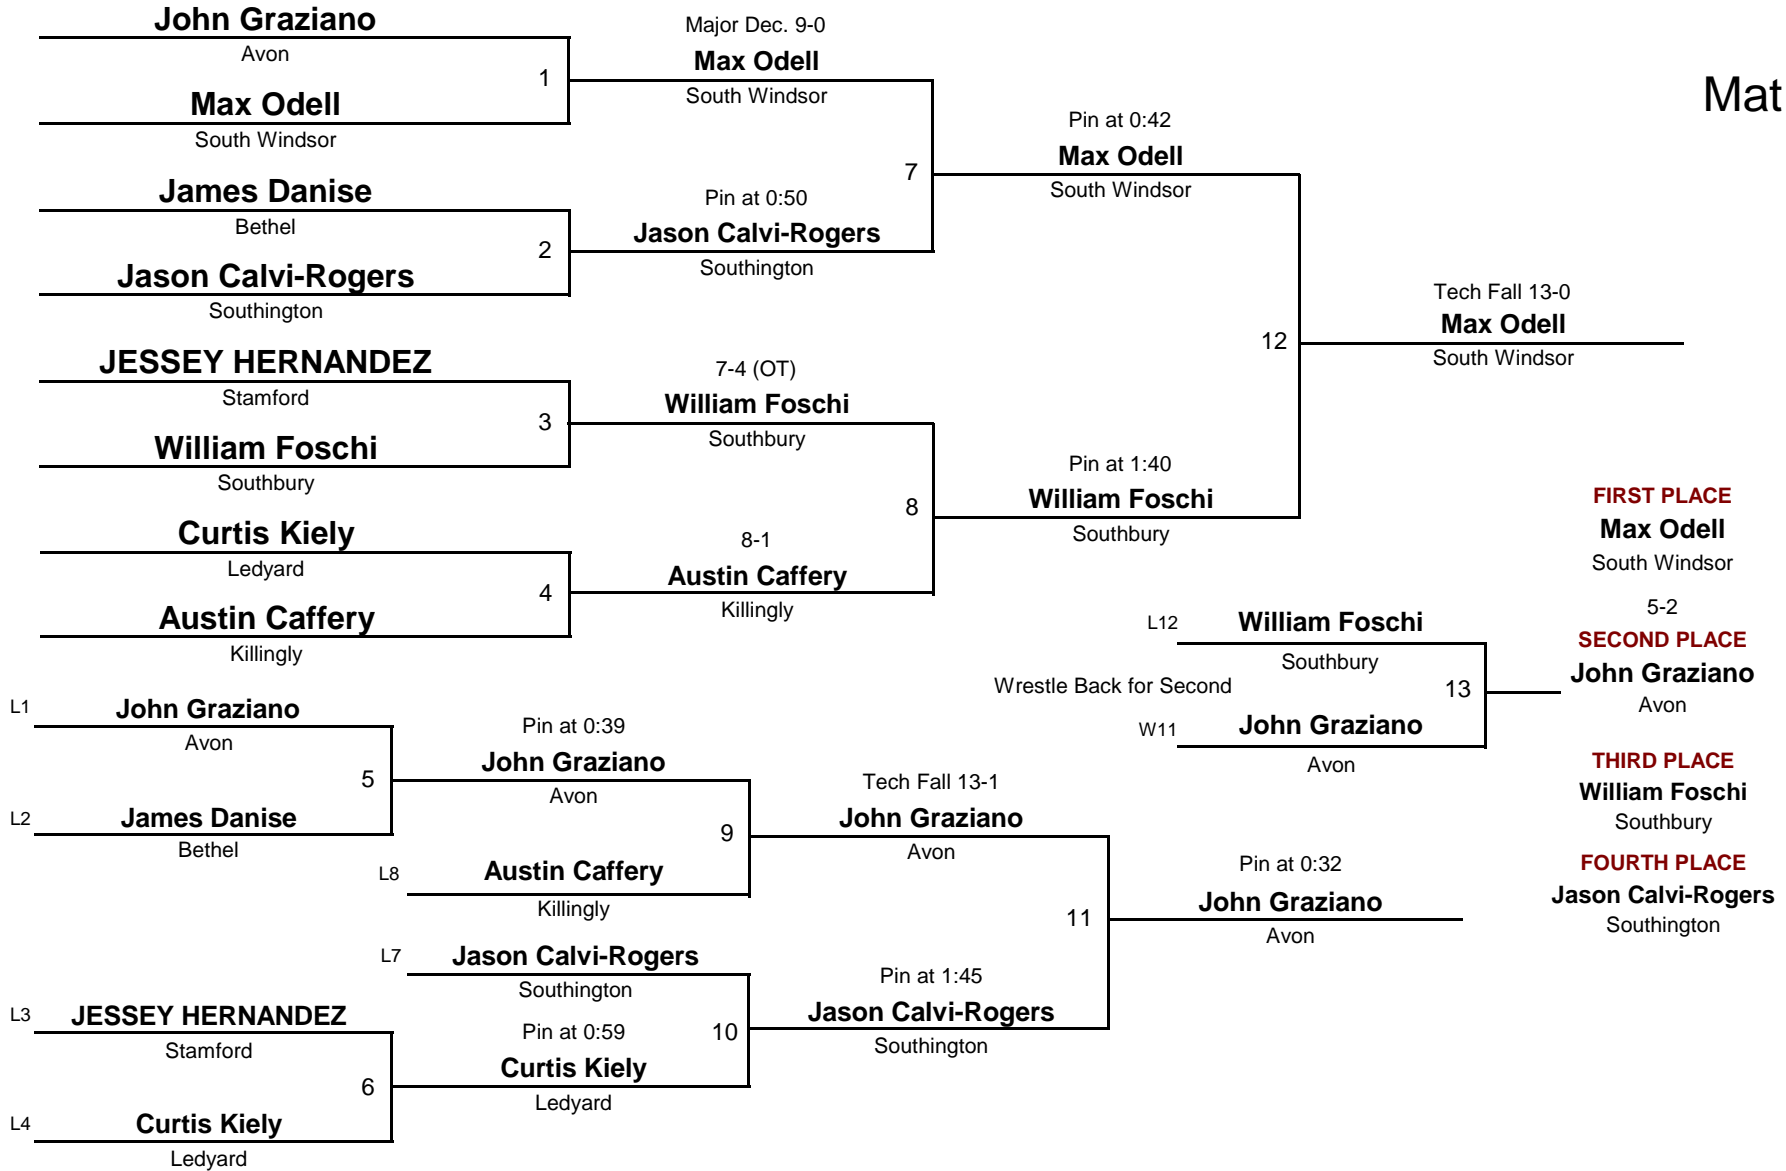 John Graziano
Avon
1
Max Odell
South Windsor
James Danise
Bethel
2
Jason Calvi-Rogers
Southington
JESSEY HERNANDEZ
Stamford
3
William Foschi
Southbury
Curtis Kiely
Ledyard
4
Austin Caffery
Killingly
Major Dec. 9-0
Max Odell
South Windsor
7
Pin at 0:50
Jason Calvi-Rogers
Southington
7-4 (OT)
William Foschi
Southbury
8
8-1
Austin Caffery
Killingly
Pin at 0:42
Max Odell
South Windsor
12
Pin at 1:40
William Foschi
Southbury
Tech Fall 13-0
Max Odell
South Windsor
Mat
L1
John Graziano
Avon
5
L2
James Danise
Bethel
L3
JESSEY HERNANDEZ
Stamford
6
L4
Curtis Kiely
Ledyard
Pin at 0:39
John Graziano
Avon
9
L8
Austin Caffery
Killingly
L7
Jason Calvi-Rogers
Southington
10
Pin at 0:59
Curtis Kiely
Ledyard
Tech Fall 13-1
John Graziano
Avon
11
Pin at 1:45
Jason Calvi-Rogers
Southington
Pin at 0:32
John Graziano
Avon
L12
William Foschi
Southbury
Wrestle Back for Second
13
W11
John Graziano
Avon
FIRST PLACE
Max Odell
South Windsor
5-2
SECOND PLACE
John Graziano
Avon
THIRD PLACE
William Foschi
Southbury
FOURTH PLACE
Jason Calvi-Rogers
Southington